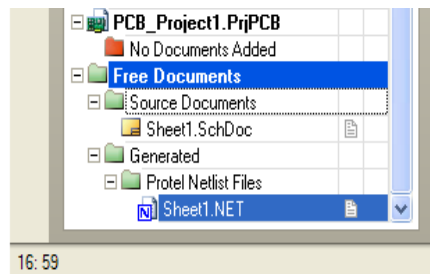 PCB_Project1.PrjPCB
No Documents Added
Free Documents
Source Documents
Sheet1.SchDoc
Generated
Protel Netlist Files
Sheet1.NET
16: 59